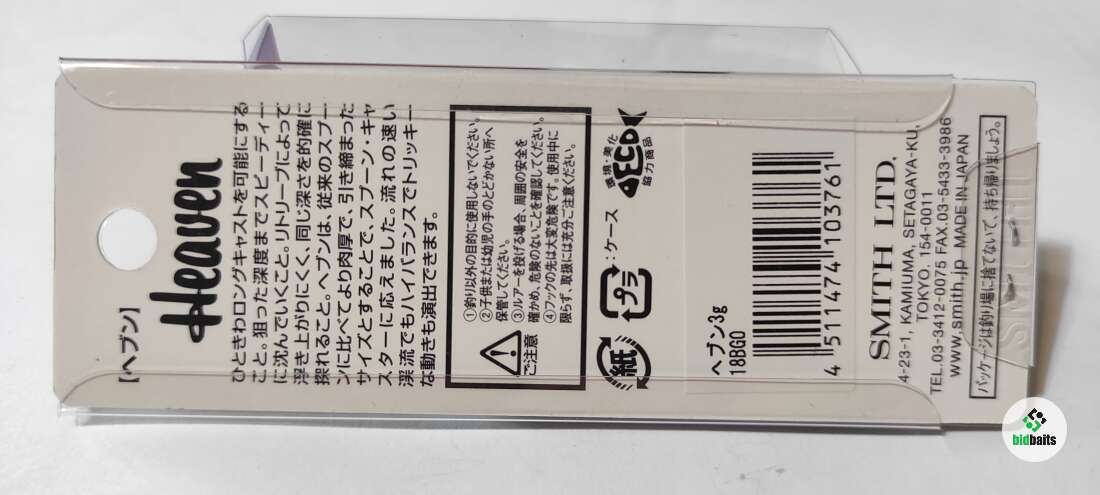 【ヘブン】
Heaven
ひときわロングキャストを可能にする
こと。狙った深度までスピーディー
に沈んでいくこと。リトリーブによって
浮き上がりにくく、同じ深さを的確に
探れること。ヘブンは、従来のスプー
ンに比べてより肉厚で、引き締まった
サイズとすることで、スプーン・キャ
スターに応えました。流れの速い
渓流でもハイバランスでトリッキー
な動きも演出できます。
ご注意
①釣り以外の目的に使用しないでください。
②子供または幼児の手のとどかない所へ
保管してください。
③ルアーを投げる場合、周囲の安全を
確かめ、危険のないことを確認してください。
④フックの先は大変危険です。使用中に
限らず、取扱には充分ご注意ください。
紙
プラ
:ケース
環境・美化
ECO
協力商品
ヘブン3g
18BGO
4 511474 103761
SMITH LTD.
4-23-1, KAMIUMA, SETAGAYA-KU,
TOKYO. 154-0011
TEL.03-3412-0075 FAX.03-5433-3986
www.smith.jp MADE IN JAPAN
パッケージは釣り場に捨てないで、持ち帰りましょう。
SMITH
bidbaits